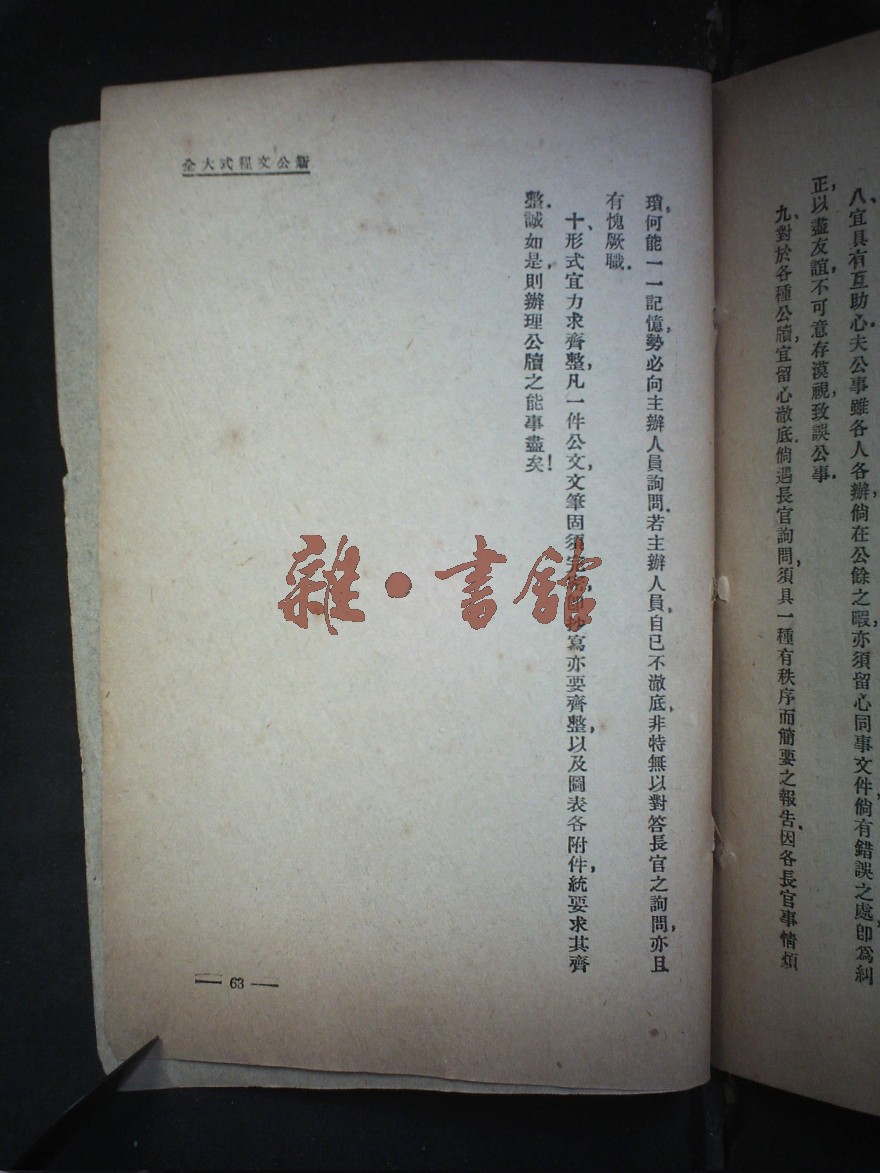 八、宜具有互助心.夫公事雖各人各辦,倘在公餘之暇,亦須留心同事文件,倘有錯誤之處,卽爲糾
正,以盡友誼,不可意存漠視,致誤公事.
九、對於各種公牘,宜留心澈底,倘遇長官詢問,須具一種有秩序而簡要之報告.因各長官事情煩
瑣,何能一一記憶,勢必向主辦人員詢問.若主辦人員,自已不澈底,非特無以對答長官之詢問,亦且
有愧厥職.
十、形式宜力求齊整,凡一件公文,文筆固須完 抄寫亦要齊整,以及圖表各附件,統要求其齊
整.誠如是,則辦理公牘之能事盡矣!
新公文程式大全
— 63 —
雜·書館